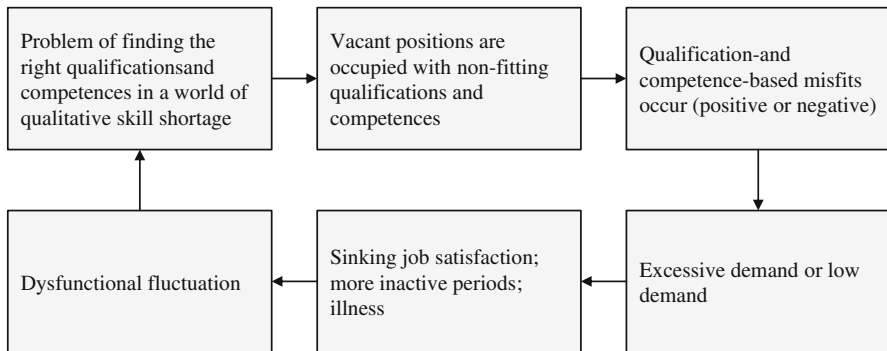 Problem of finding the
right qualificationsand
competences in a world of
qualitative skill shortage
Vacant positions are
occupied with non-fitting
qualifications and
competences
Qualification-and
competence-based misfits
occur (positive or negative)
Excessive demand or low
demand
Sinking job satisfaction;
more inactive periods;
illness
Dysfunctional fluctuation